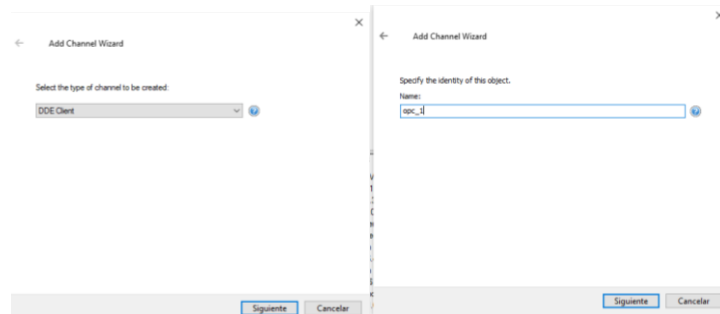 Add Channel Wizard
Select the type of channel to be created:
DDE Client
Siguiente
Cancelar
Add Channel Wizard
Specify the identity of this object.
Name:
opc_1
Siguiente
Cancelar